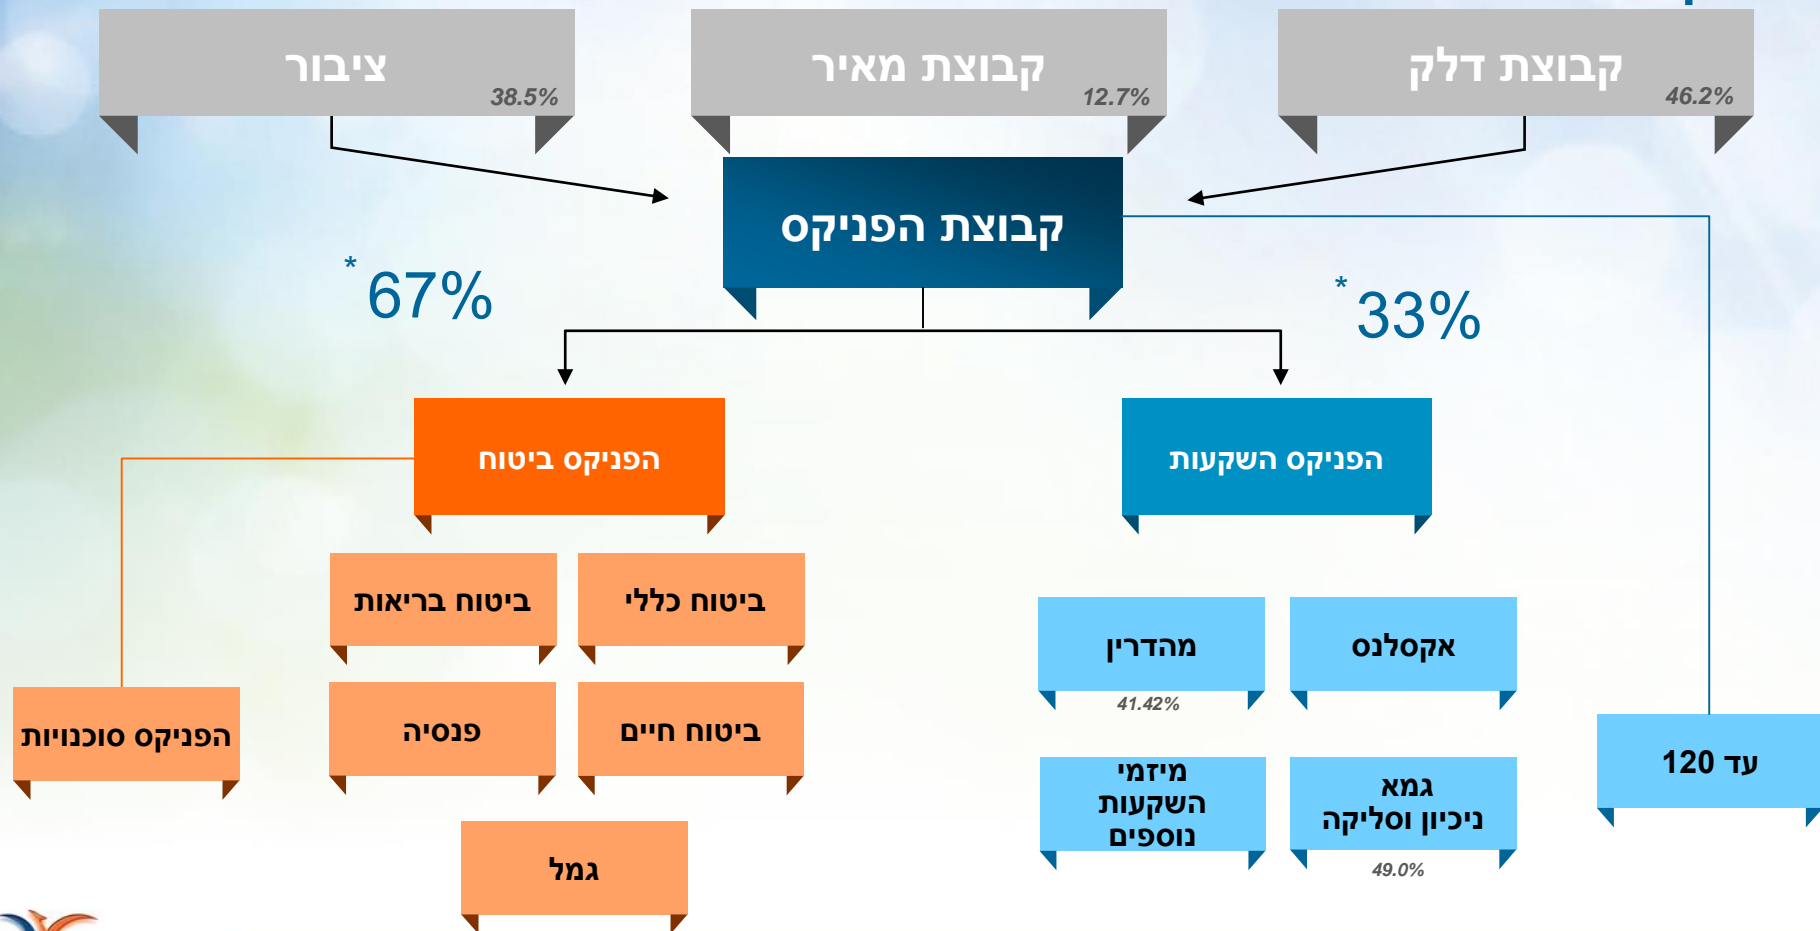 קבוצת דלק
46.2%
קבוצת מאיר
12.7%
ציבור
38.5%
קבוצת הפניקס
* 33%
* 67%
הפניקס השקעות
הפניקס ביטוח
אקסלנס
מהדרין
41.42%
גמא
ניכיון וסליקה
49.0%
מיזמי
השקעות
נוספים
עד 120
ביטוח כללי
ביטוח בריאות
ביטוח חיים
פנסיה
גמל
הפניקס סוכנויות